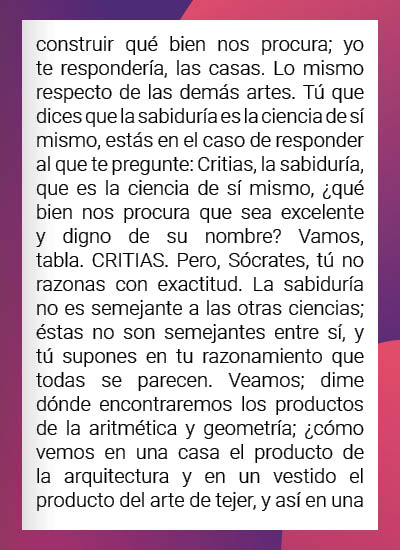 construir qué bien nos procura; yo
te respondería, las casas. Lo mismo
respecto de las demás artes. Tú que
dices que la sabiduría es la ciencia de sí
mismo, estás en el caso de responder
al que te pregunte: Critias, la sabiduría,
que es la ciencia de sí mismo, ¿qué
bien nos procura que sea excelente
y digno de su nombre? Vamos,
tabla. CRITIAS. Pero, Sócrates, tú no
razonas con exactitud. La sabiduría
no es semejante a las otras ciencias;
éstas no son semejantes entre sí, y
tú supones en tu razonamiento que
todas se parecen. Veamos; dime
dónde encontraremos los productos
de la aritmética y geometría; ¿cómo
vemos en una casa el producto de
la arquitectura y en un vestido el
producto del arte de tejer, y así en una